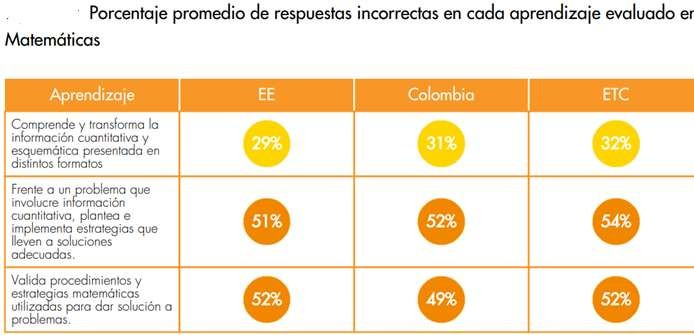 Porcentaje promedio de respuestas incorrectas en cada aprendizaje evaluado en
Matemáticas
Aprendizaje EE Colombia ETC
Comprende y transforma la
información cuantitativa y
esquemática presentada en
distintos formatos
29% 31% 32%
Frente a un problema que
involucre información
cuantitativa, plantea e
implementa estrategias que
lleven a soluciones
adecuadas.
51% 52% 54%
Valida procedimientos y
estrategias matemáticas
utilizadas para dar solución a
problemas.
52% 49% 52%